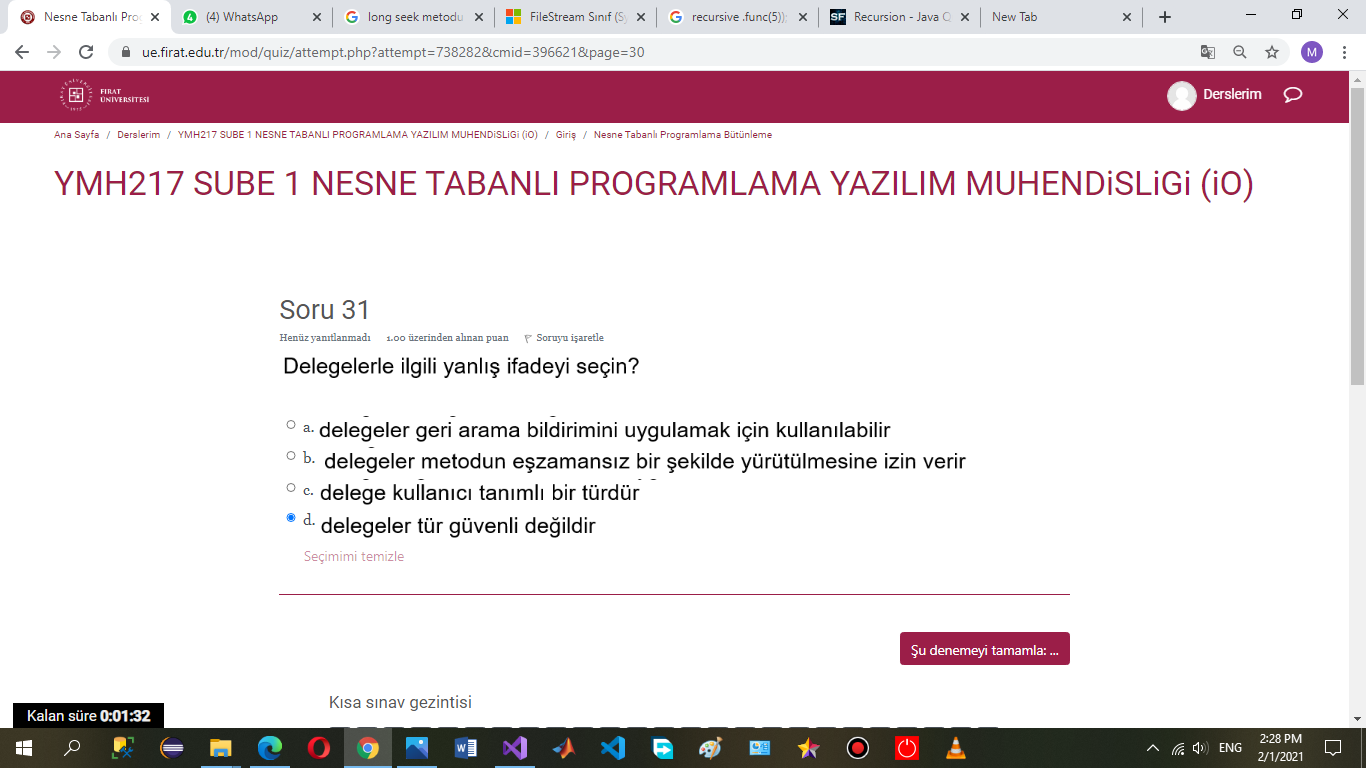 Nesne Tabanlı Pro
(4) WhatsApp
long seek metodu
FileStream Sınıf (Sy
recursive .func(5));
Recursion - Java Q
New Tab
ue.firat.edu.tr/mod/quiz/attempt.php?attempt=738282&cmid=396621&page=30
M
FIRAT
ÜNİVERSİTESİ
Derslerim
Ana Sayfa / Derslerim / YMH217 SUBE 1 NESNE TABANLI PROGRAMLAMA YAZILIM MUHENDiSLiGi (iO) / Giriş / Nesne Tabanlı Programlama Bütünleme
YMH217 SUBE 1 NESNE TABANLI PROGRAMLAMA YAZILIM MUHENDiSLiGi (iO)
Soru 31
Henüz yanıtlanmadı 1.00 üzerinden alınan puan Soruyu işaretle
Delegelerle ilgili yanlış ifadeyi seçin?
a. delegeler geri arama bildirimini uygulamak için kullanılabilir
b. delegeler metodun eşzamansız bir şekilde yürütülmesine izin verir
c. delege kullanıcı tanımlı bir türdür
d. delegeler tür güvenli değildir
Seçimimi temizle
Şu denemeyi tamamla: ...
Kısa sınav gezintisi
Kalan süre 0:01:32
ENG
2:28 PM
2/1/2021